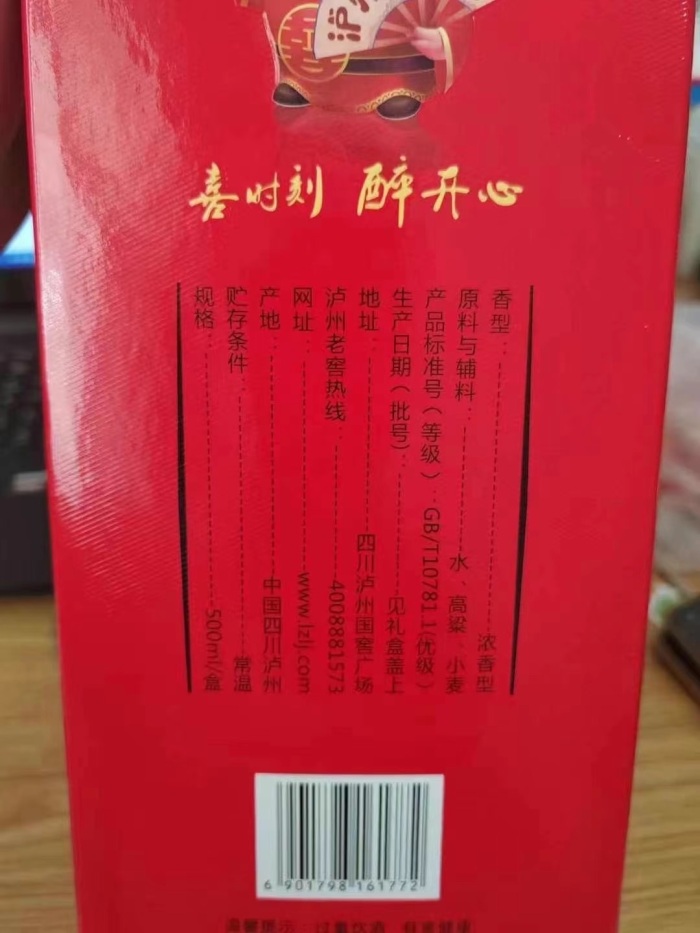 喜时刻 醉开心
香型：浓香型
原料与辅料：水、高粱、小麦
产品标准号（等级）：GB/T10781.1(优级)
生产日期（批号）：见礼盒盖上
地址：四川泸州国窖广场
泸州老窖热线：4008881573
网址：www.lzlj.com
产地：中国四川泸州
贮存条件：常温
规格：500ml/盒
6 901798 161772